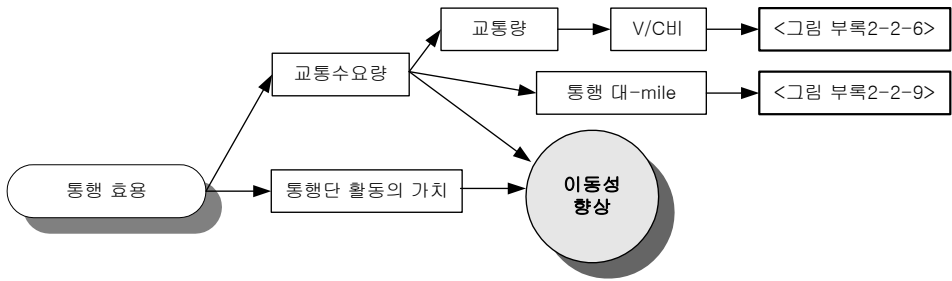 교통량
V/C비
<그림 부록2-2-6>
교통수요량
통행 대-mile
<그림 부록2-2-9>
통행 효용
통행단 활동의 가치
이동성
향상